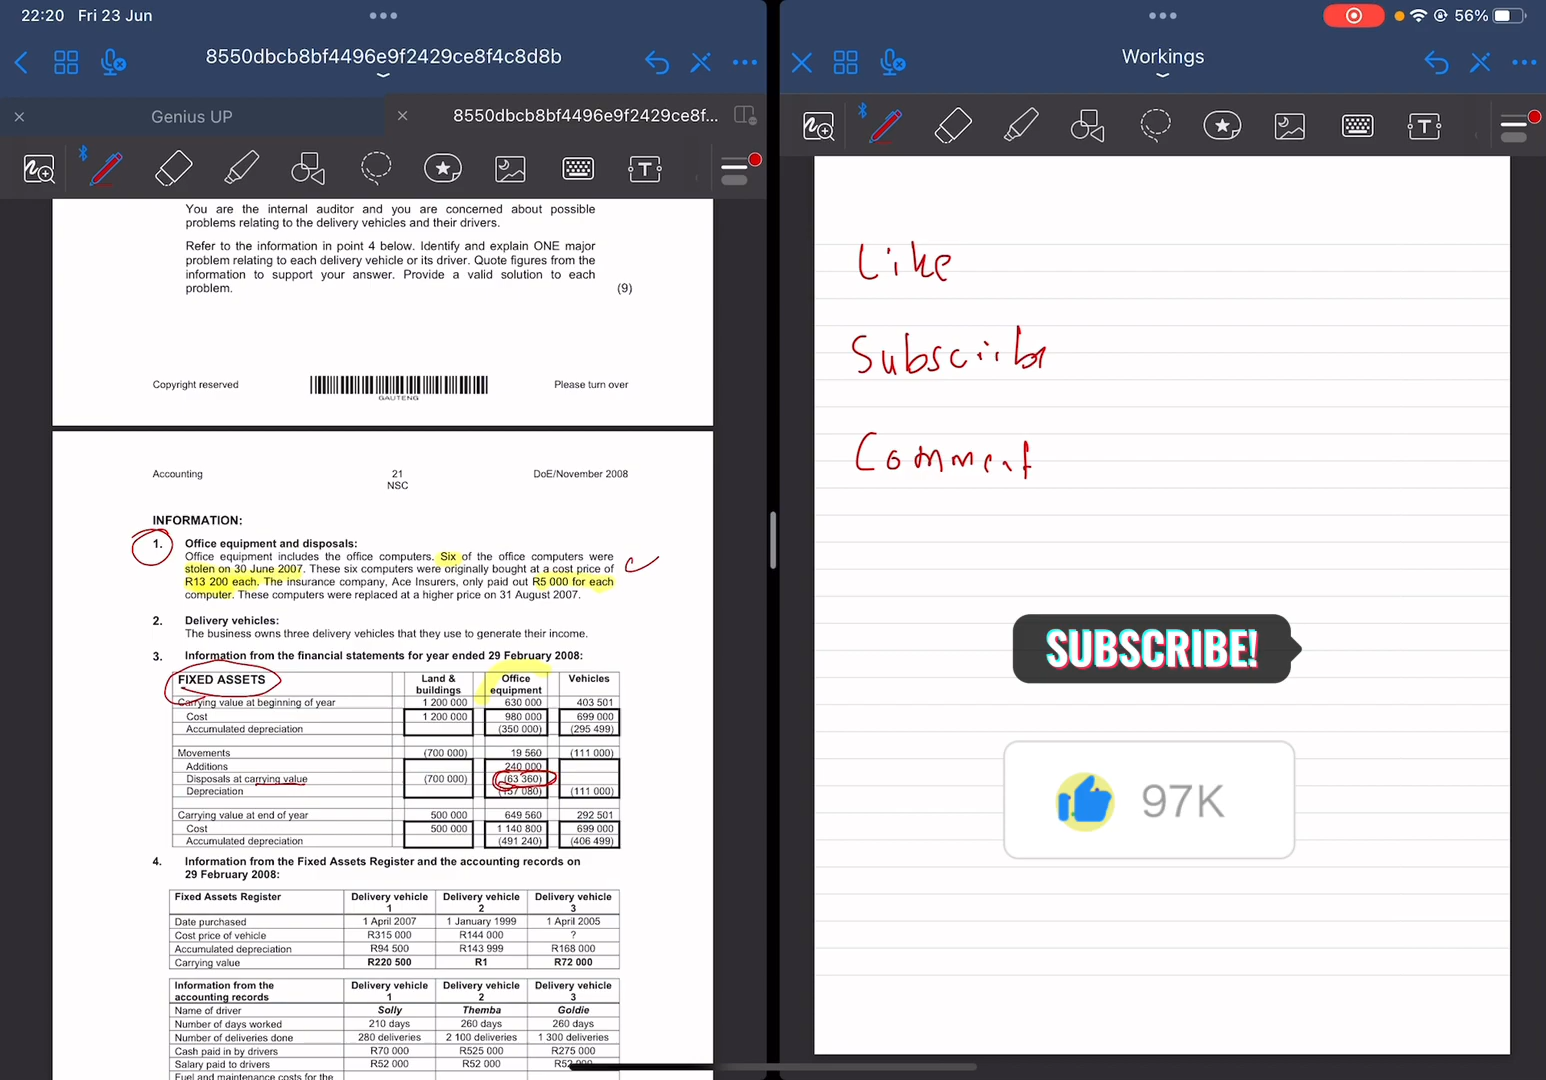 22:20 Fri 23 Jun
56%
8550dbcb8bf4496e9f2429ce8f4c8d8b
Genius UP
8550dbcb8bf4496e9f2429ce8f...
You are the internal auditor and you are concerned about possible
problems relating to the delivery vehicles and their drivers.
Refer to the information in point 4 below. Identify and explain ONE major
problem relating to each delivery vehicle or its driver. Quote figures from the
information to support your answer. Provide a valid solution to each
problem. (9)
Copyright reserved Please turn over
GAUTENG
Accounting 21 DoE/November 2008
NSC
INFORMATION:
1. Office equipment and disposals:
Office equipment includes the office computers. Six of the office computers were
stolen on 30 June 2007. These six computers were originally bought at a cost price of
R13 200 each. The insurance company, Ace Insurers, only paid out R5 000 for each
computer. These computers were replaced at a higher price on 31 August 2007.
2. Delivery vehicles:
The business owns three delivery vehicles that they use to generate their income.
3. Information from the financial statements for year ended 29 February 2008:
FIXED ASSETS Land & buildings Office equipment Vehicles
Carrying value at beginning of year 1 200 000 630 000 403 501
Cost 1 200 000 980 000 699 000
Accumulated depreciation (350 000) (295 499)
Movements (700 000) 19 560 (111 000)
Additions 240 000
Disposals at carrying value (700 000) (63 360)
Depreciation (157 080) (111 000)
Carrying value at end of year 500 000 649 560 292 501
Cost 500 000 1 140 800 699 000
Accumulated depreciation (491 240) (406 499)
4. Information from the Fixed Assets Register and the accounting records on
29 February 2008:
Fixed Assets Register Delivery vehicle 1 Delivery vehicle 2 Delivery vehicle 3
Date purchased 1 April 2007 1 January 1999 1 April 2005
Cost price of vehicle R315 000 R144 000 ?
Accumulated depreciation R94 500 R143 999 R168 000
Carrying value R220 500 R1 R72 000
Information from the accounting records Delivery vehicle 1 Delivery vehicle 2 Delivery vehicle 3
Name of driver Solly Themba Goldie
Number of days worked 210 days 260 days 260 days
Number of deliveries done 280 deliveries 2 100 deliveries 1 300 deliveries
Cash paid in by drivers R70 000 R525 000 R275 000
Salary paid to drivers R52 000 R52 000
Fuel and maintenance costs for the
Workings
Like
Subscribe
Comment
SUBSCRIBE!
97K